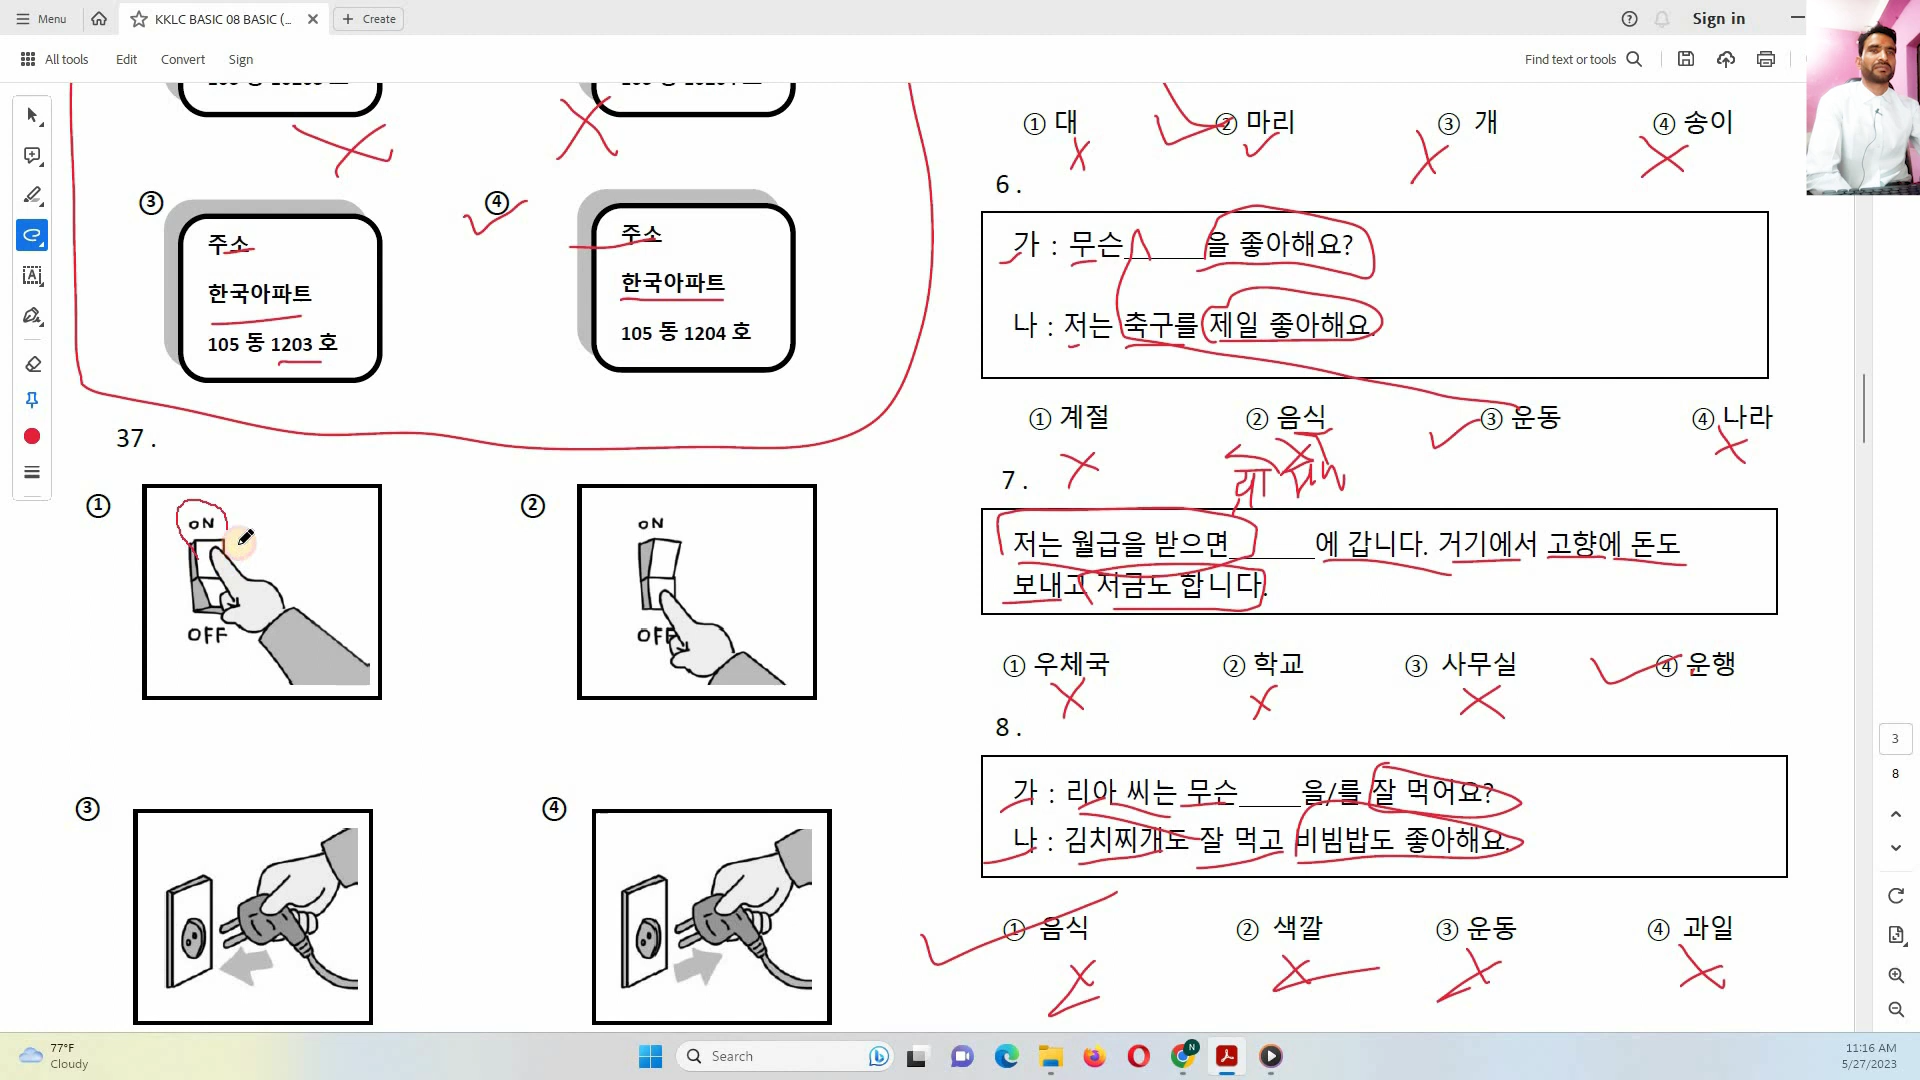 Menu
KKLC BASIC 08 BASIC (...
Create
Sign in
All tools
Edit
Convert
Sign
Find text or tools
③
주소
한국아파트
105 동 1203 호
④
주소
한국아파트
105 동 1204 호
37 .
①
ON
OFF
②
ON
OFF
③
④
① 대
② 마리
③ 개
④ 송이
6 .
가 : 무슨______을 좋아해요?
나 : 저는 축구를 제일 좋아해요.
① 계절
② 음식
③ 운동
④ 나라
7 .
저는 월급을 받으면______에 갑니다. 거기에서 고향에 돈도
보내고 저금도 합니다.
① 우체국
② 학교
③ 사무실
④ 운행
8 .
가 : 리아 씨는 무슨_____을/를 잘 먹어요?
나 : 김치찌개도 잘 먹고 비빔밥도 좋아해요.
① 음식
② 색깔
③ 운동
④ 과일
3
8
77°F
Cloudy
Search
N
11:16 AM
5/27/2023